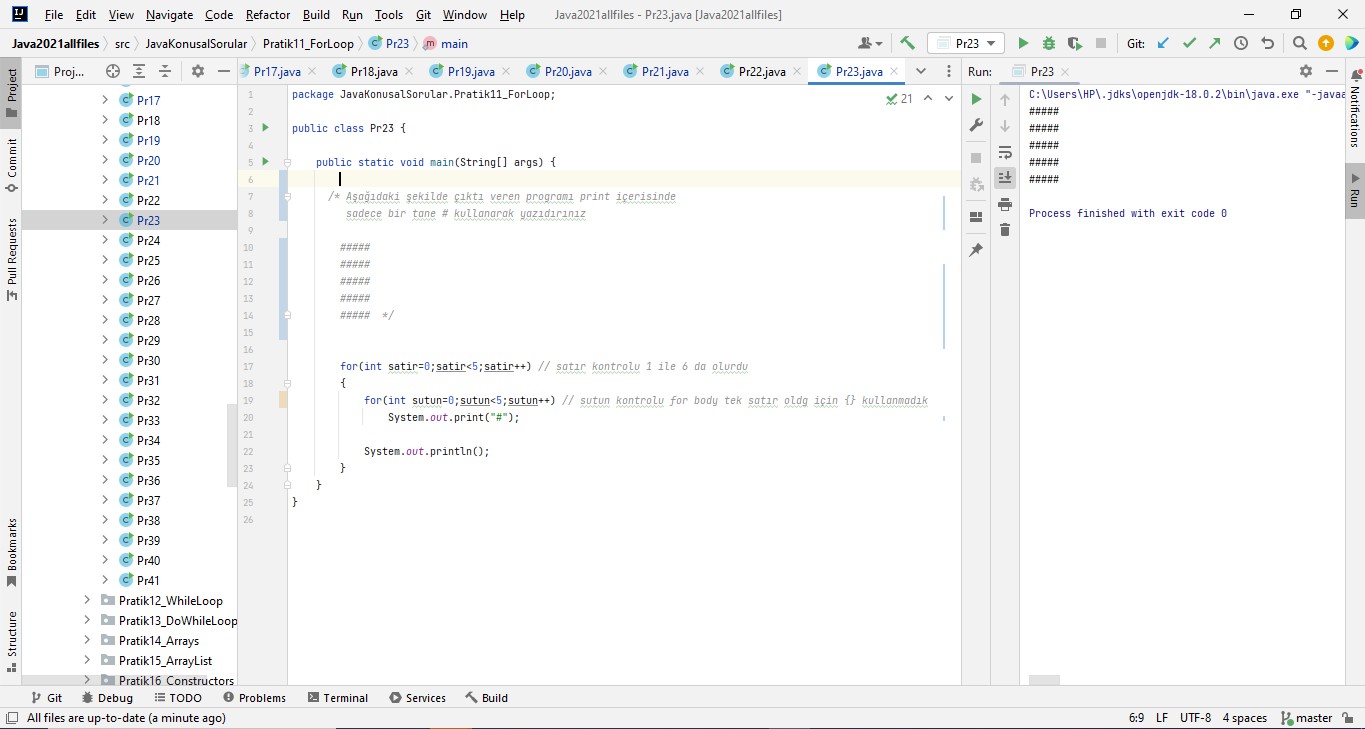 File Edit View Navigate Code Refactor Build Run Tools Git Window Help Java2021allfiles - Pr23.java [Java2021allfiles]
Java2021allfiles src JavaKonusalSorular Pratik11_ForLoop Pr23 main Pr23 Git:
Project
Commit
Pull Requests
Bookmarks
Structure
Proj...
Pr17
Pr18
Pr19
Pr20
Pr21
Pr22
Pr23
Pr24
Pr25
Pr26
Pr27
Pr28
Pr29
Pr30
Pr31
Pr32
Pr33
Pr34
Pr35
Pr36
Pr37
Pr38
Pr39
Pr40
Pr41
Pratik12_WhileLoop
Pratik13_DoWhileLoop
Pratik14_Arrays
Pratik15_ArrayList
Pratik16_Constructors
Pr17.java Pr18.java Pr19.java Pr20.java Pr21.java Pr22.java Pr23.java
21
1 package JavaKonusalSorular.Pratik11_ForLoop;
2
3 public class Pr23 {
4
5 public static void main(String[] args) {
6
7 /* Aşağıdaki şekilde çıktı veren programı print içerisinde
8 sadece bir tane # kullanarak yazıdırınız
9
10 #####
11 #####
12 #####
13 #####
14 ##### */
15
16
17 for(int satir=0;satir<5;satir++) // satır kontrolu 1 ile 6 da olurdu
18 {
19 for(int sutun=0;sutun<5;sutun++) // sutun kontrolu for body tek satır oldg için {} kullanmadık
20 System.out.print("#");
21
22 System.out.println();
23 }
24 }
25 }
26
Run: Pr23
C:\Users\HP\.jdks\openjdk-18.0.2\bin\java.exe "-javaa
#####
#####
#####
#####
#####
Process finished with exit code 0
Notifications
Run
Git Debug TODO Problems Terminal Services Build
All files are up-to-date (a minute ago) 6:9 LF UTF-8 4 spaces master